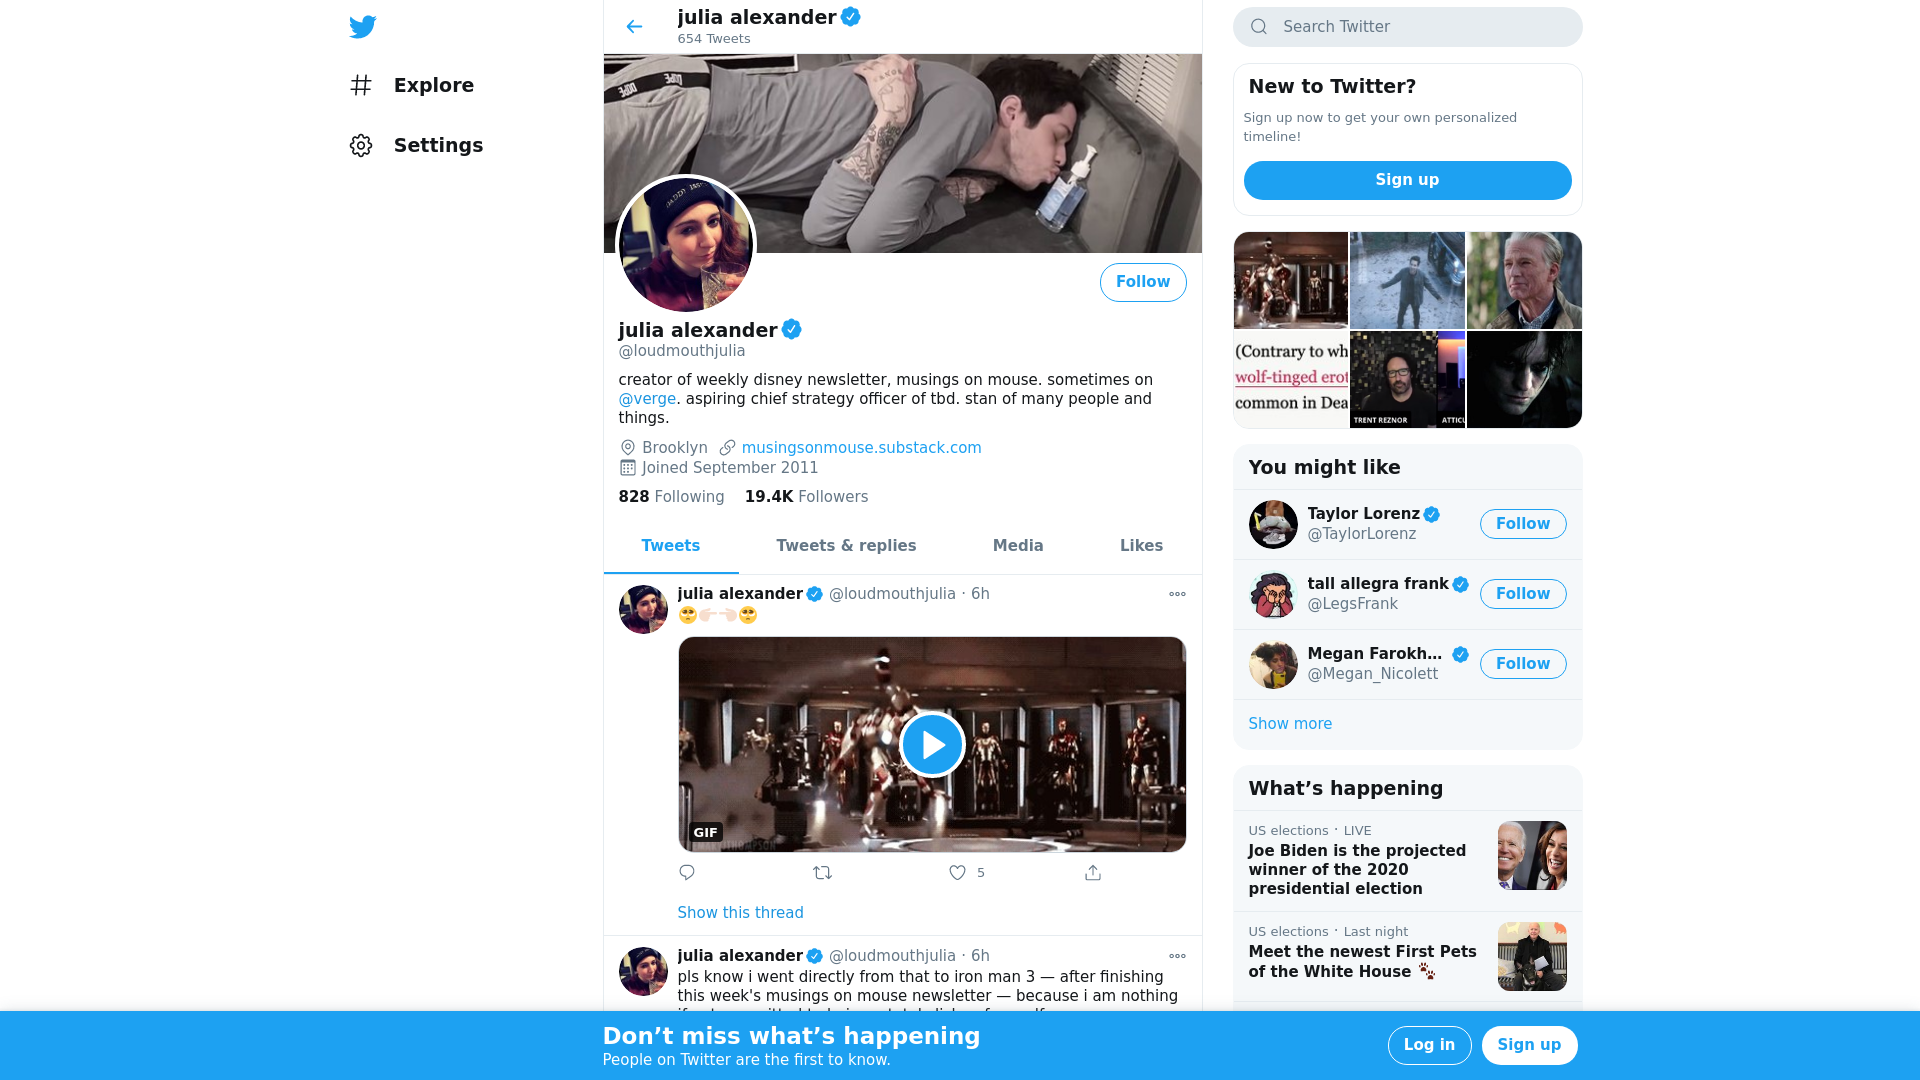 Explore
Settings
julia alexander
654 Tweets
DOPE
DOPE
Follow
julia alexander
@loudmouthjulia
creator of weekly disney newsletter, musings on mouse. sometimes on
@verge. aspiring chief strategy officer of tbd. stan of many people and
things.
Brooklyn musingsonmouse.substack.com
Joined September 2011
828 Following 19.4K Followers
Tweets Tweets & replies Media Likes
julia alexander @loudmouthjulia · 6h
🥺👉🏻👈🏻🥺
GIF
5
Show this thread
julia alexander @loudmouthjulia · 6h
pls know i went directly from that to iron man 3 — after finishing
this week's musings on mouse newsletter — because i am nothing
Search Twitter
New to Twitter?
Sign up now to get your own personalized
timeline!
Sign up
(Contrary to wh
wolf-tinged erot
common in Dea
TRENT REZNOR ATTICU
You might like
Taylor Lorenz
@TaylorLorenz
Follow
tall allegra frank
@LegsFrank
Follow
Megan Farokh…
@Megan_Nicolett
Follow
Show more
What’s happening
US elections · LIVE
Joe Biden is the projected
winner of the 2020
presidential election
US elections · Last night
Meet the newest First Pets
of the White House 🐾
Don’t miss what’s happening
People on Twitter are the first to know.
Log in
Sign up